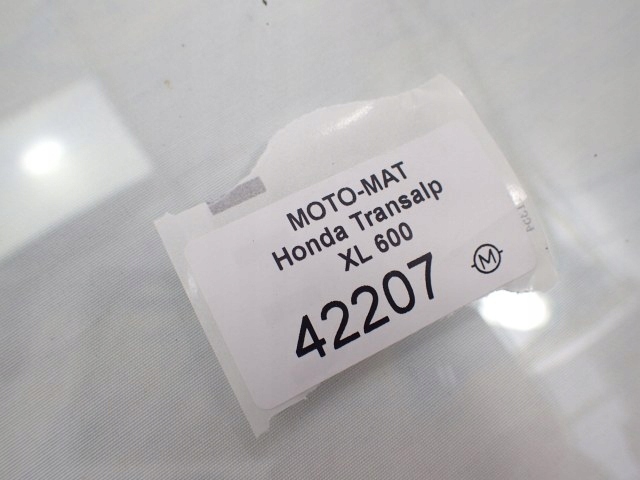 MOTO-MAT
Honda Transalp
XL 600
42207
M